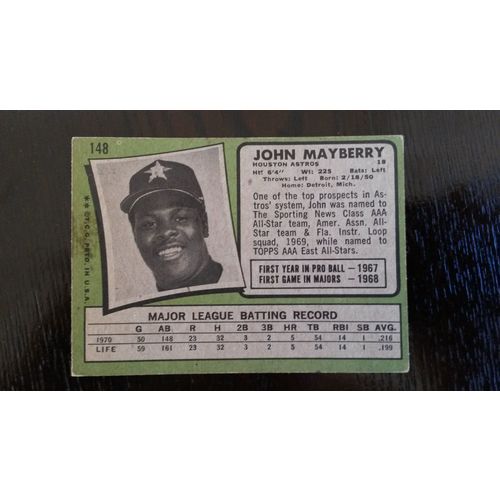 148
JOHN MAYBERRY
HOUSTON ASTROS 1B
Ht: 6'4" Wt: 225 Bats: Left
Throws: Left Born: 2/18/50
Home: Detroit, Mich.
One of the top prospects in As-
tros' system, John was named to
The Sporting News Class AAA
All-Star team, Amer. Assn. All-
Star team & Fla. Instr. Loop
squad, 1969, while named to
TOPPS AAA East All-Stars.
FIRST YEAR IN PRO BALL — 1967
FIRST GAME IN MAJORS — 1968
★★ © T.C.G. PRTD. IN U.S.A.
MAJOR LEAGUE BATTING RECORD
G AB R H 2B 3B HR TB RBI SB AVG.
1970 50 148 23 32 3 2 5 54 14 1 .216
LIFE 59 161 23 32 3 2 5 54 14 1 .199